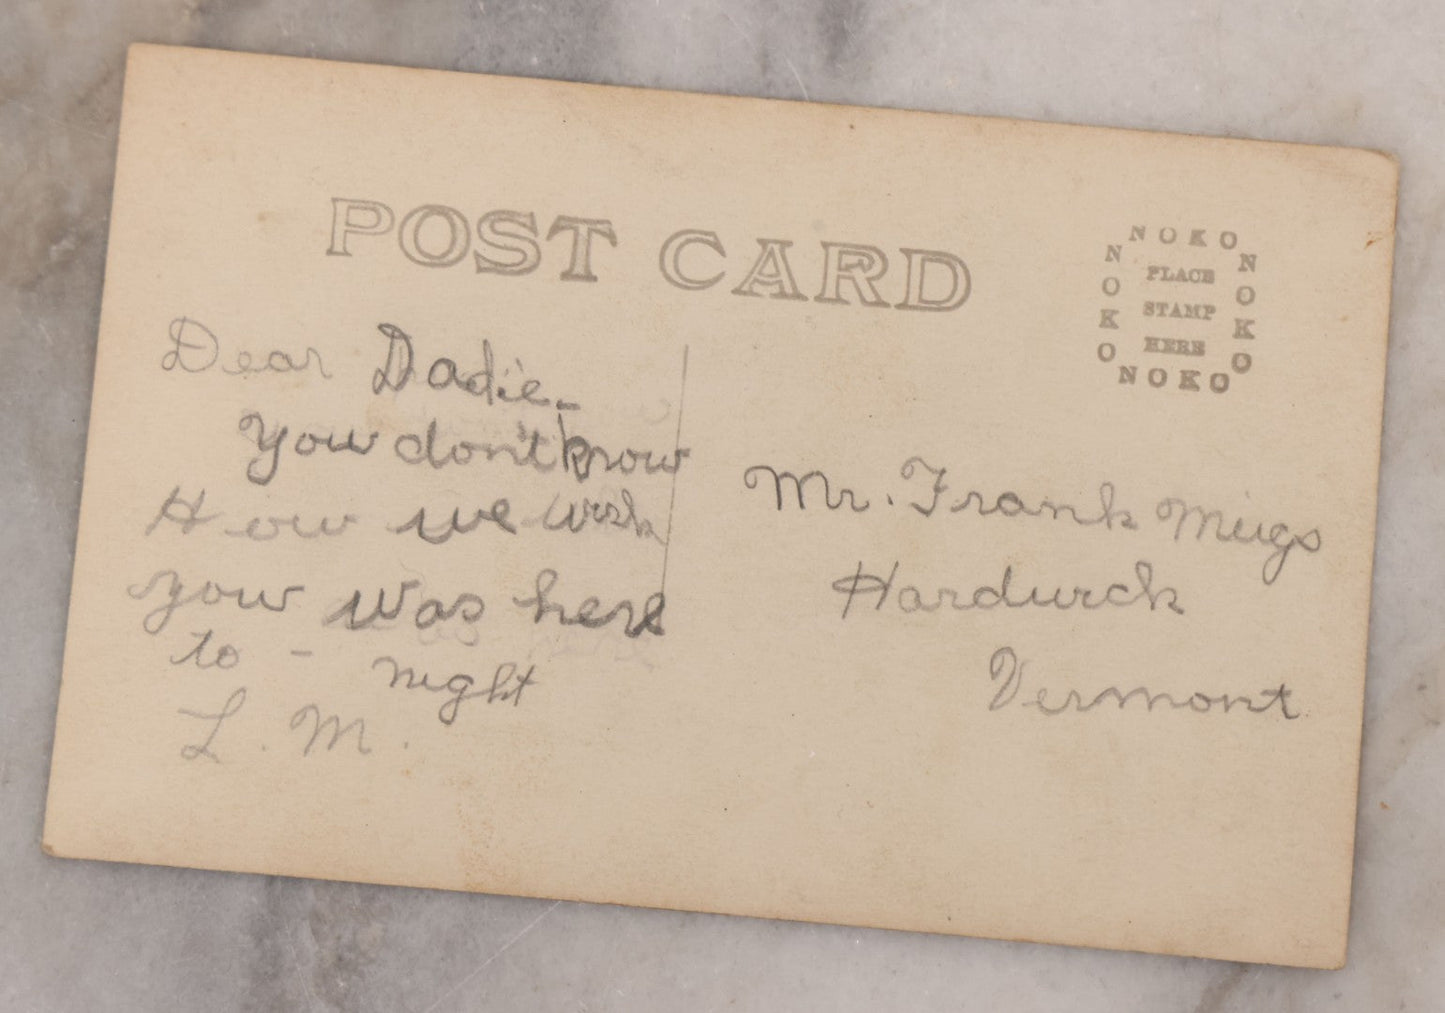 POST CARD
NOKO
NOKO
NOKO
NOKO
PLACE
STAMP
HERE
Dear Dadie-
You don't know
How we wish
you was here
to - night
L. M.
Mr. Frank Meigs
Hardwick
Vermont